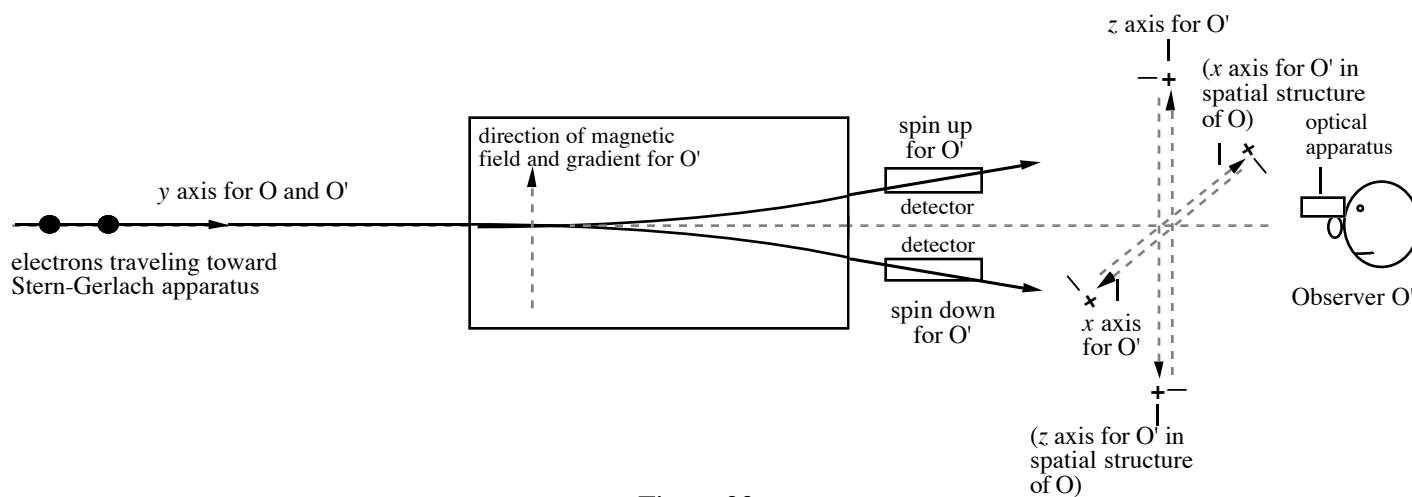 z axis for O'
(x axis for O' in
spatial structure
of O)
optical
apparatus
direction of magnetic
field and gradient for O'
spin up
for O'
y axis for O and O'
detector
detector
electrons traveling toward
Stern-Gerlach apparatus
spin down
for O'
x axis
for O'
Observer O'
(z axis for O' in
spatial structure
of O)